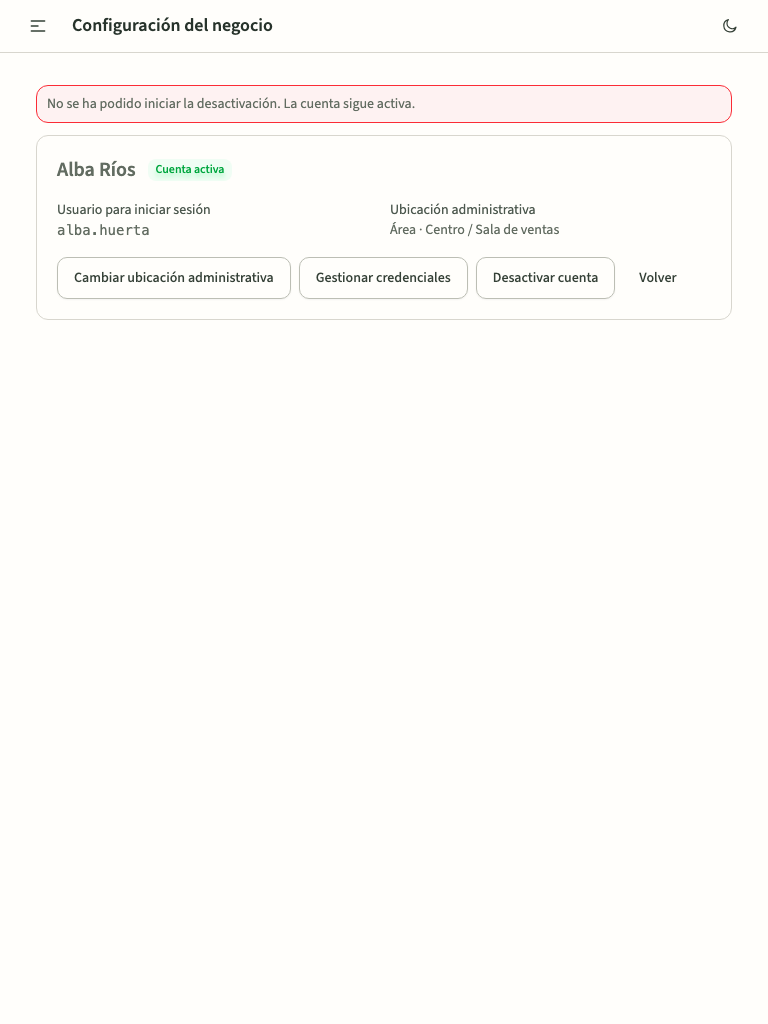 Configuración del negocio
No se ha podido iniciar la desactivación. La cuenta sigue activa.
Alba Ríos
Cuenta activa
Usuario para iniciar sesión
alba.huerta
Ubicación administrativa
Área · Centro / Sala de ventas
Cambiar ubicación administrativa
Gestionar credenciales
Desactivar cuenta
Volver